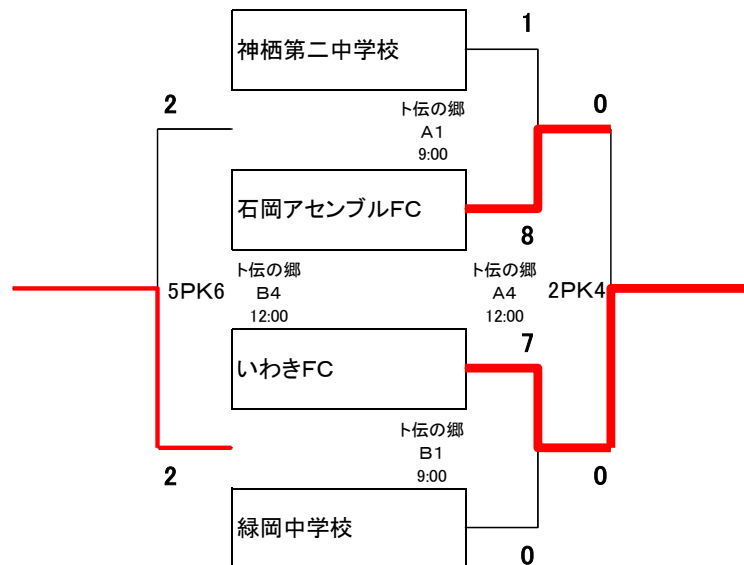 1
神栖第二中学校
2
0
ト伝の郷
A1
9:00
石岡アセンブルFC
8
ト伝の郷
B4
12:00
5PK6
ト伝の郷
A4
12:00
2PK4
7
いわきFC
ト伝の郷
B1
9:00
2
0
緑岡中学校
0